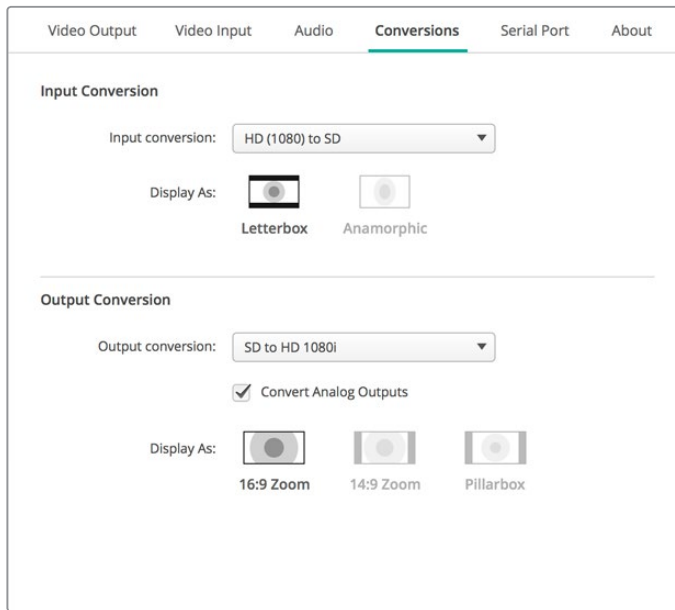 Video Output Video Input Audio Conversions Serial Port About
Input Conversion
Input conversion: HD (1080) to SD
Display As:
Letterbox Anamorphic
Output Conversion
Output conversion: SD to HD 1080i
Convert Analog Outputs
Display As:
16:9 Zoom 14:9 Zoom Pillarbox